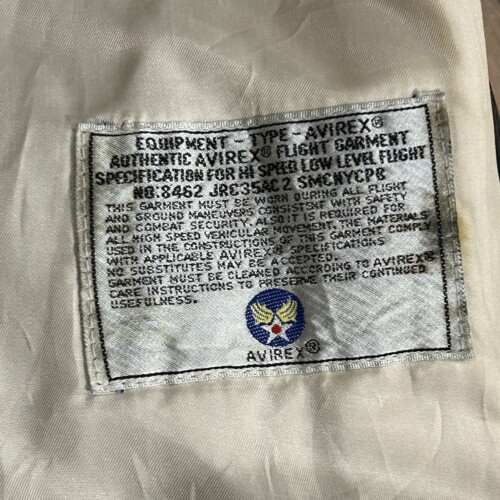 EQUIPMENT - TYPE - AVIREX®
AUTHENTIC AVIREX® FLIGHT GARMENT
SPECIFICATION FOR HI SPEED LOW LEVEL FLIGHT
NO. 8462 JRC35AC2 SMCNYCP8
THIS GARMENT MUST BE WORN DURING ALL FLIGHT
AND GROUND MANEUVERS CONSISTENT WITH SAFETY
AND COMBAT SECURITY. ALSO IT IS REQUIRED FOR
ALL HIGH SPEED VEHICULAR MOVEMENT. THE MATERIALS
USED IN THE CONSTRUCTIONS OF THIS GARMENT COMPLY
WITH APPLICABLE AVIREX® SPECIFICATIONS
NO SUBSTITUTES MAY BE ACCEPTED.
GARMENT MUST BE CLEANED ACCORDING TO AVIREX®
CARE INSTRUCTIONS TO PRESERVE THEIR CONTINUED
USEFULNESS.
AVIREX®